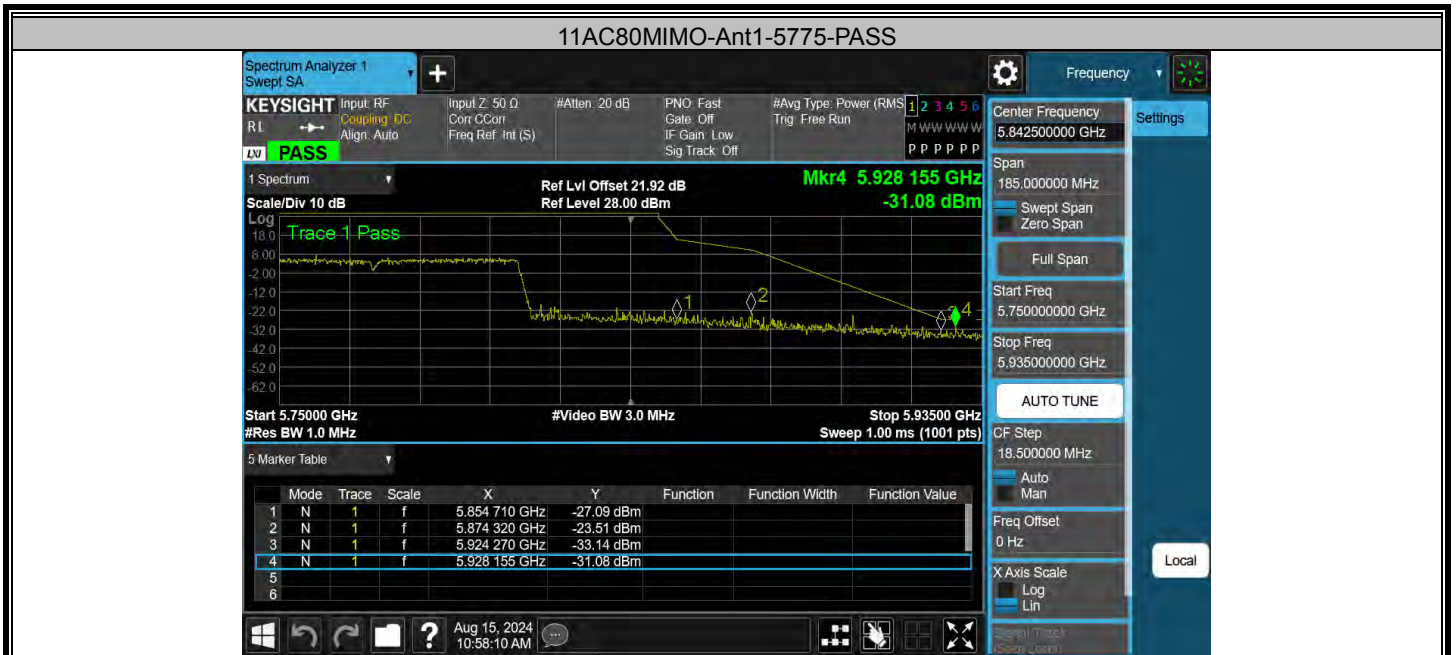 11AC80MIMO-Ant1-5775-PASS
Spectrum Analyzer 1
Swept SA
Frequency
KEYSIGHT Input: RF Input Z: 50 Ω #Atten: 20 dB PNO: Fast #Avg Type: Power (RMS 1 2 3 4 5 6
RL Coupling: DC Corr CCorr Gate: Off Trig: Free Run
Align: Auto Freq Ref: Int (S) IF Gain: Low M W W W W W
LXI PASS Sig Track: Off P P P P P P
Center Frequency
5.842500000 GHz
Settings
1 Spectrum
Ref Lvl Offset 21.92 dB Mkr4 5.928 155 GHz
Scale/Div 10 dB Ref Level 28.00 dBm -31.08 dBm
Log
Trace 1 Pass
18.0
8.00
-2.00
-12.0
-22.0
-32.0
-42.0
-52.0
-62.0
1
2
4
Start 5.75000 GHz #Video BW 3.0 MHz Stop 5.93500 GHz
#Res BW 1.0 MHz Sweep 1.00 ms (1001 pts)
Span
185.000000 MHz
Swept Span
Zero Span
Full Span
Start Freq
5.750000000 GHz
Stop Freq
5.935000000 GHz
AUTO TUNE
CF Step
18.500000 MHz
Auto
Man
Freq Offset
0 Hz
X Axis Scale
Log
Lin
Signal Track
(Span Zoom)
Local
5 Marker Table
Mode Trace Scale X Y Function Function Width Function Value
1 N 1 f 5.854 710 GHz -27.09 dBm
2 N 1 f 5.874 320 GHz -23.51 dBm
3 N 1 f 5.924 270 GHz -33.14 dBm
4 N 1 f 5.928 155 GHz -31.08 dBm
5
6
Aug 15, 2024
10:58:10 AM